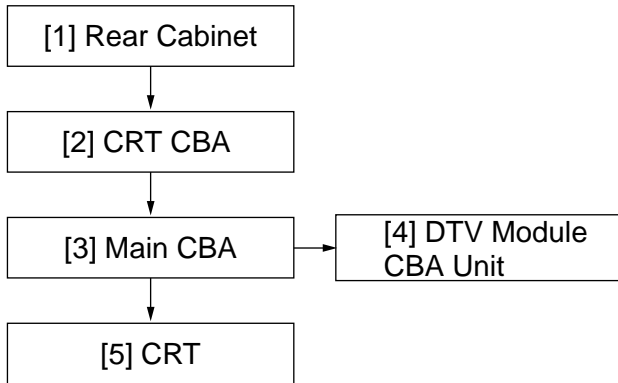 [1] Rear Cabinet
[2] CRT CBA
[3] Main CBA
[4] DTV Module
CBA Unit
[5] CRT